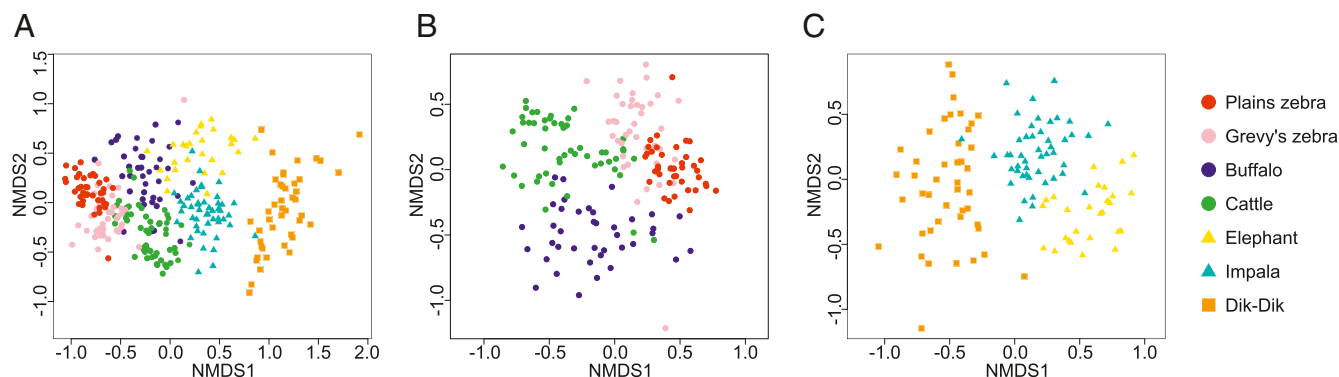 A
1.5
1.0
0.5
0.0
-0.5
-1.0
NMDS2
-1.0 -0.5 0.0 0.5 1.0 1.5 2.0
NMDS1
B
0.5
0.0
-0.5
-1.0
NMDS2
-1.0 -0.5 0.0 0.5 1.0
NMDS1
C
0.5
0.0
-0.5
-1.0
NMDS2
-1.0 -0.5 0.0 0.5 1.0
NMDS1
Plains zebra
Grevy's zebra
Buffalo
Cattle
Elephant
Impala
Dik-Dik